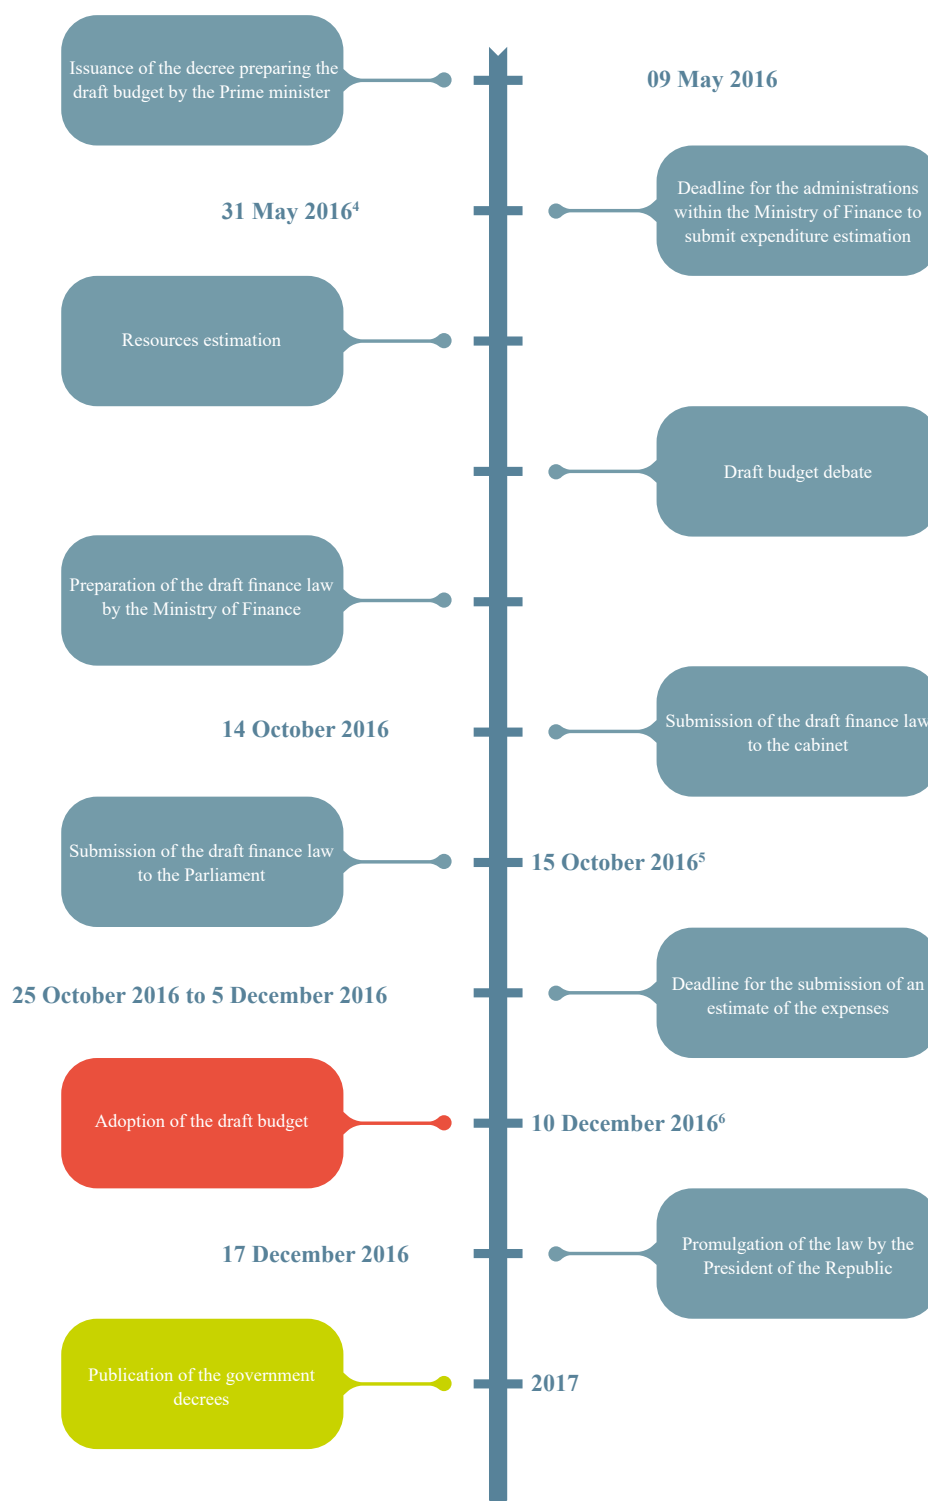 Issuance of the decree preparing the
draft budget by the Prime minister
09 May 2016
31 May 2016⁴
Deadline for the administrations
within the Ministry of Finance to
submit expenditure estimation
Resources estimation
Draft budget debate
Preparation of the draft finance law
by the Ministry of Finance
14 October 2016
Submission of the draft finance law
to the cabinet
Submission of the draft finance law
to the Parliament
15 October 2016⁵
25 October 2016 to 5 December 2016
Deadline for the submission of an
estimate of the expenses
Adoption of the draft budget
10 December 2016⁶
17 December 2016
Promulgation of the law by the
President of the Republic
Publication of the government
decrees
2017